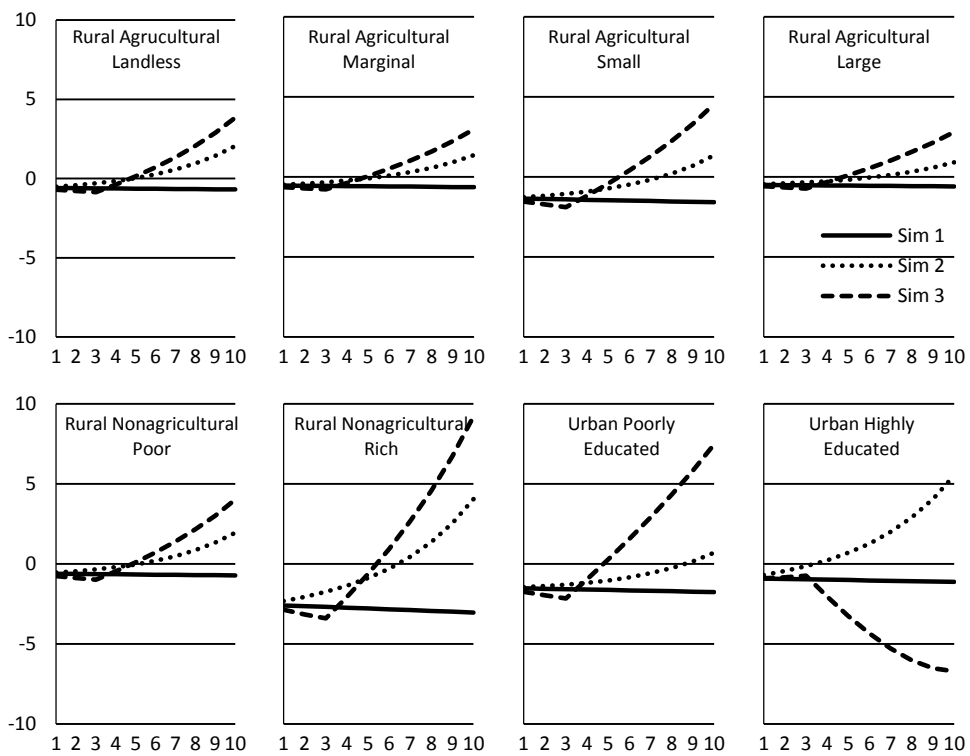 10
5
0
-5
-10
Rural Agrucultural
Landless
Rural Agricultural
Marginal
Rural Agricultural
Small
Rural Agricultural
Large
Sim 1
Sim 2
Sim 3
1 2 3 4 5 6 7 8 9 10
1 2 3 4 5 6 7 8 9 10
1 2 3 4 5 6 7 8 9 10
1 2 3 4 5 6 7 8 9 10
10
5
0
-5
-10
Rural Nonagricultural
Poor
Rural Nonagricultural
Rich
Urban Poorly
Educated
Urban Highly
Educated
1 2 3 4 5 6 7 8 9 10
1 2 3 4 5 6 7 8 9 10
1 2 3 4 5 6 7 8 9 10
1 2 3 4 5 6 7 8 9 10